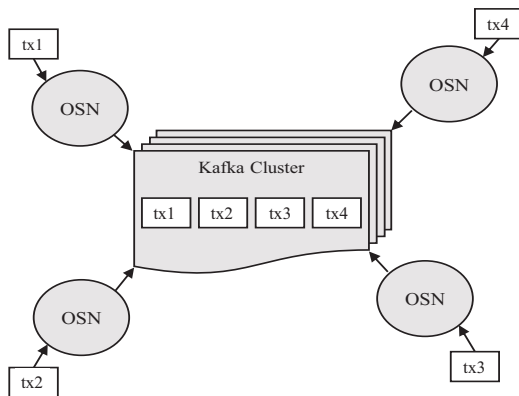 tx1
tx4
OSN
OSN
Kafka Cluster
tx1 tx2 tx3 tx4
OSN
OSN
tx2
tx3